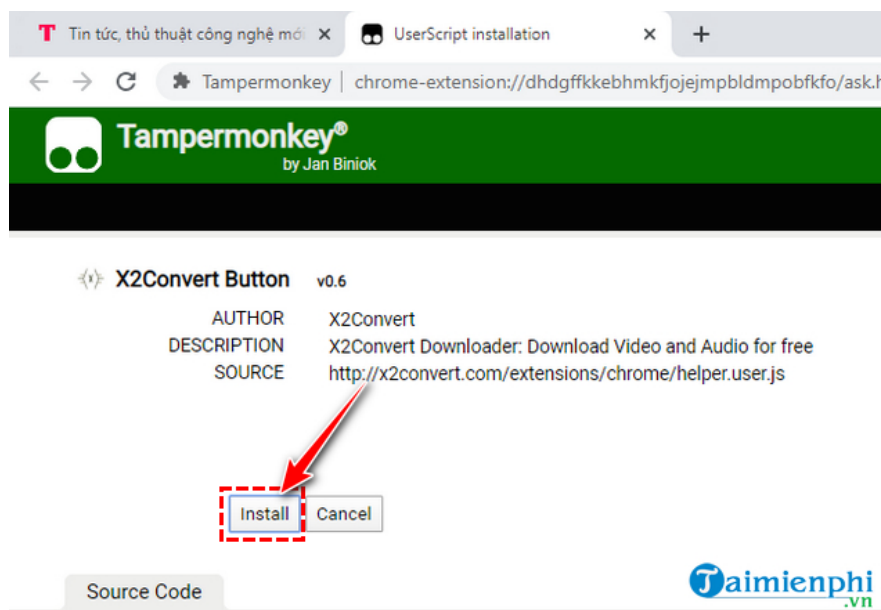 Tin tức, thủ thuật công nghệ mới
UserScript installation
Tampermonkey
chrome-extension://dhdgffkkebhmkfjojejmpbldmpobfkfo/ask.h
Tampermonkey®
by Jan Biniok
X2Convert Button v0.6
AUTHOR X2Convert
DESCRIPTION X2Convert Downloader: Download Video and Audio for free
SOURCE http://x2convert.com/extensions/chrome/helper.user.js
Install Cancel
Source Code
Taimienphi
.vn